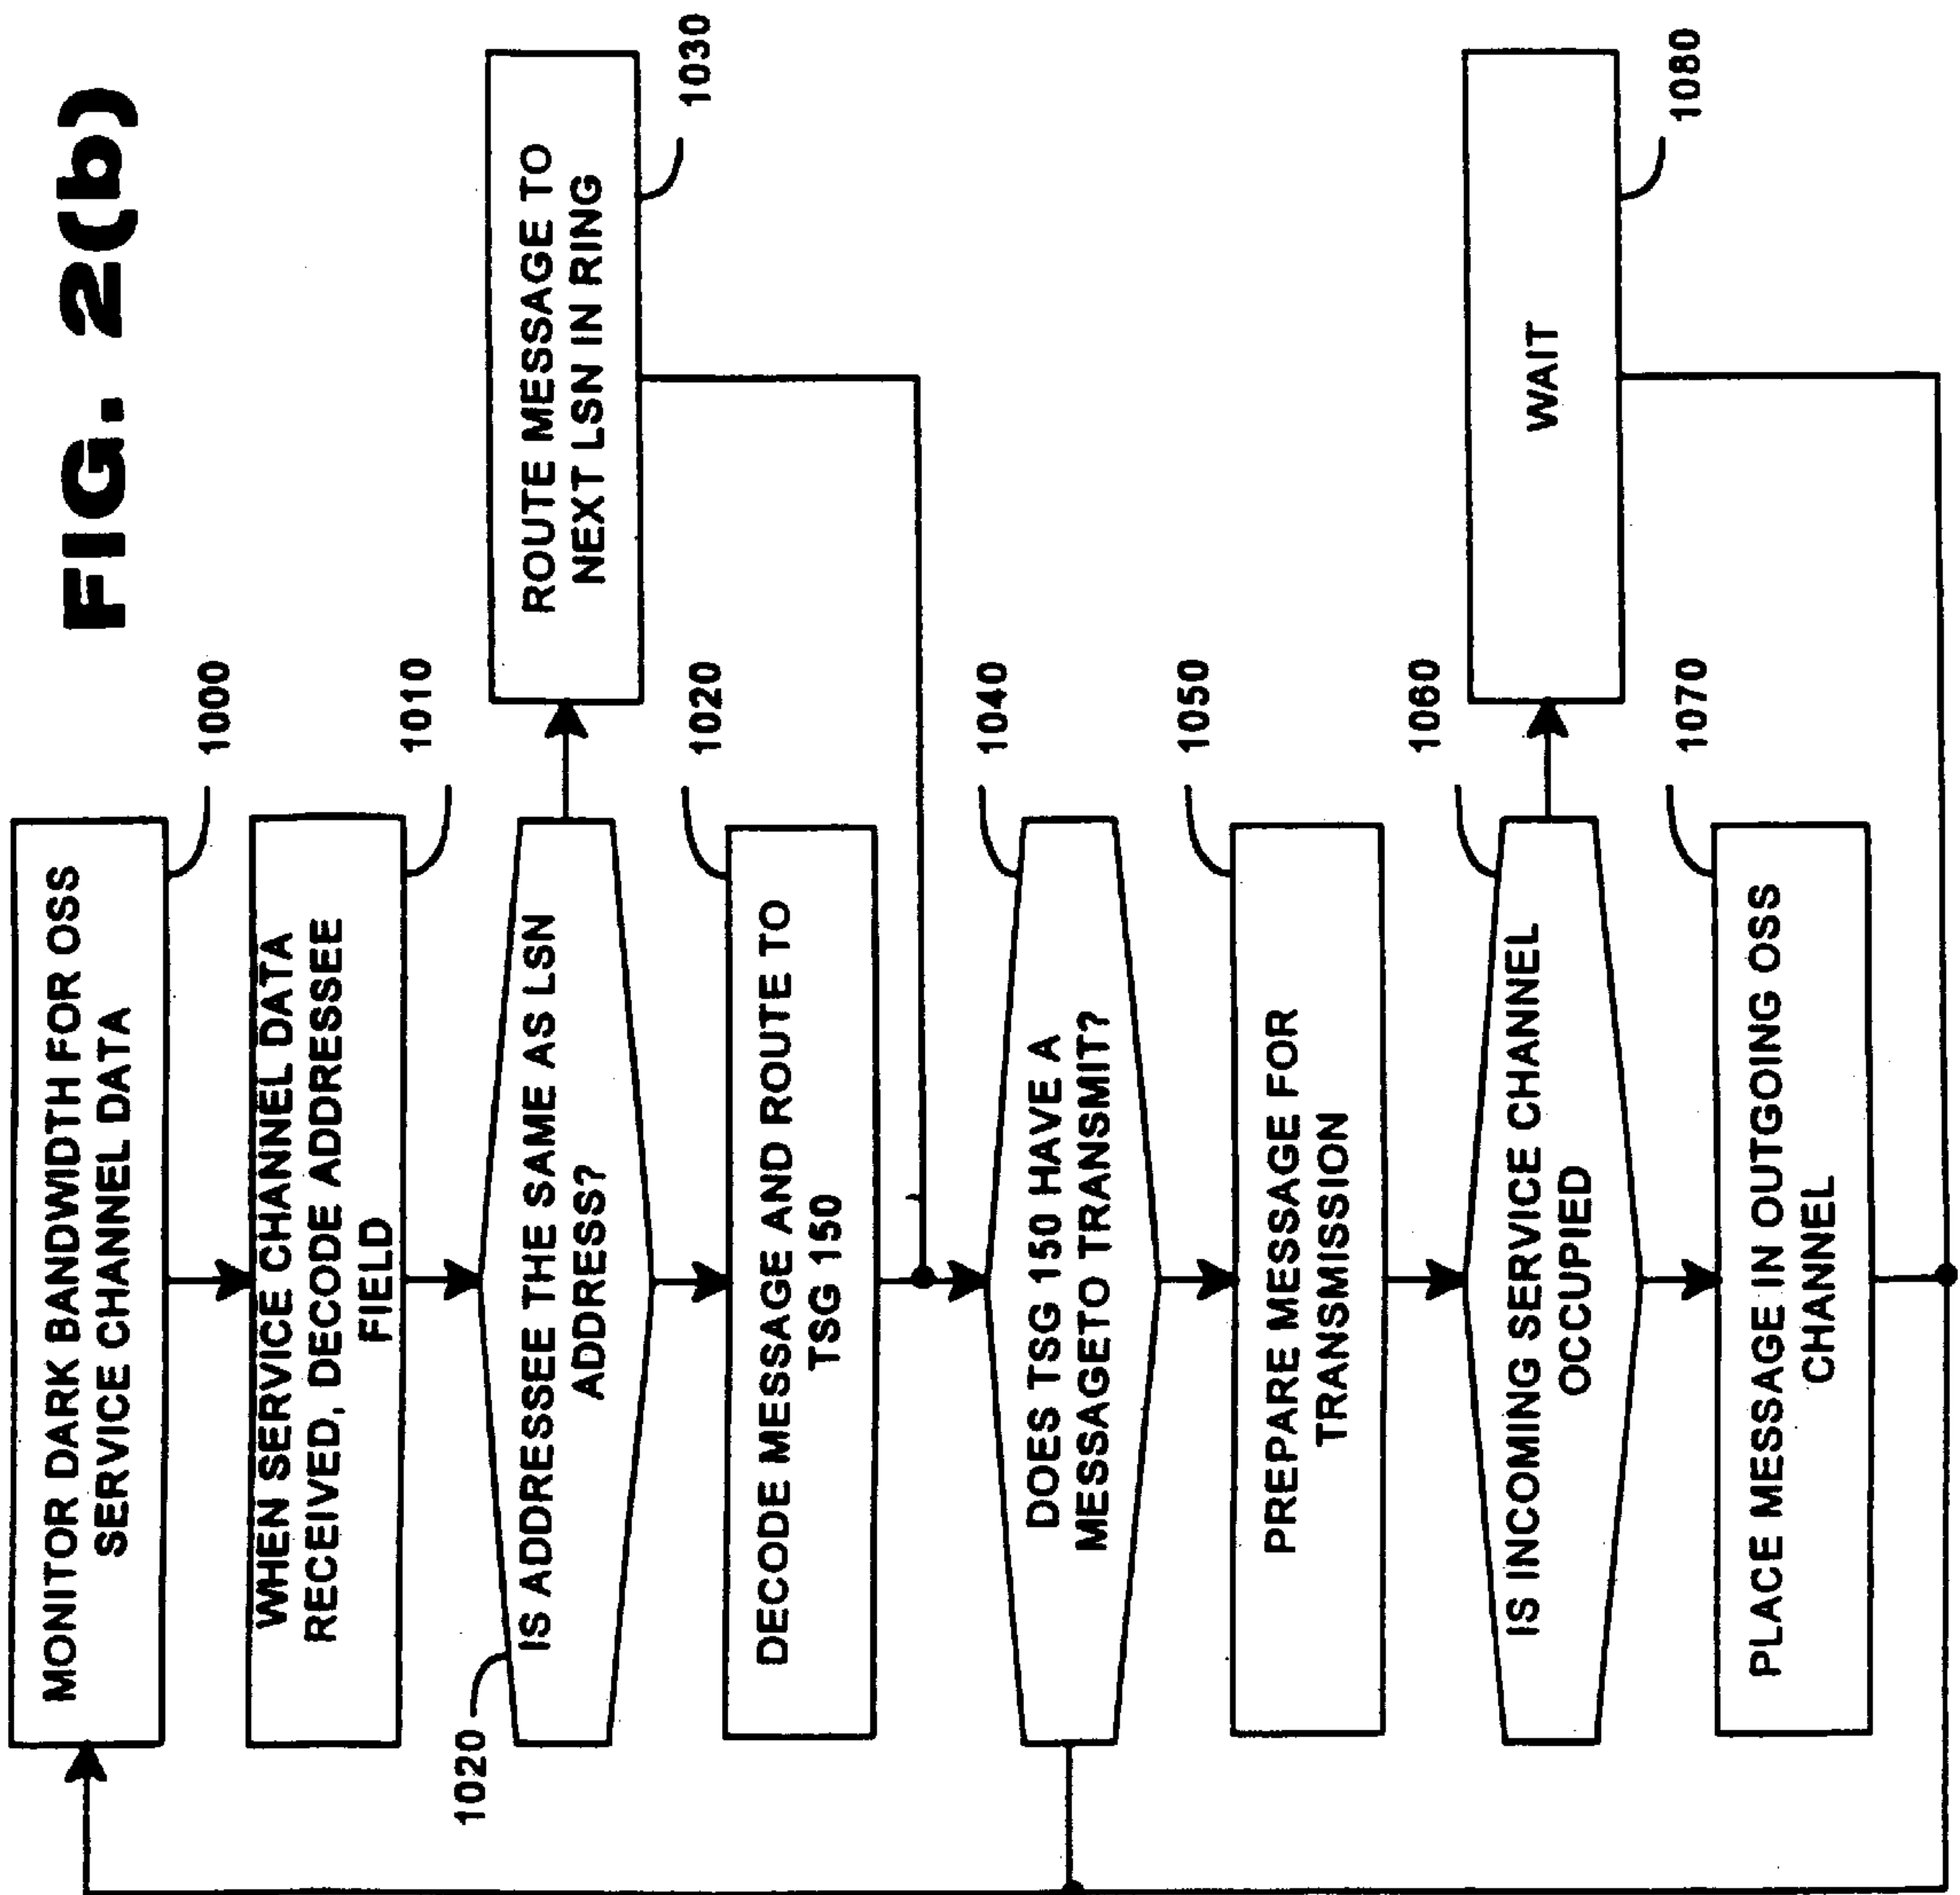 FIG. 2(b)
MONITOR DARK BANDWIDTH FOR OSS
SERVICE CHANNEL DATA
1000
WHEN SERVICE CHANNEL DATA
RECEIVED, DECODE ADDRESSEE
FIELD
1010
1020
IS ADDRESSEE THE SAME AS LSN
ADDRESS?
ROUTE MESSAGE TO
NEXT LSN IN RING
1030
DECODE MESSAGE AND ROUTE TO
TSG 150
1020
DOES TSG 150 HAVE A
MESSAGETO TRANSMIT?
1040
PREPARE MESSAGE FOR
TRANSMISSION
1050
IS INCOMING SERVICE CHANNEL
OCCUPIED
1060
WAIT
1080
PLACE MESSAGE IN OUTGOING OSS
CHANNEL
1070